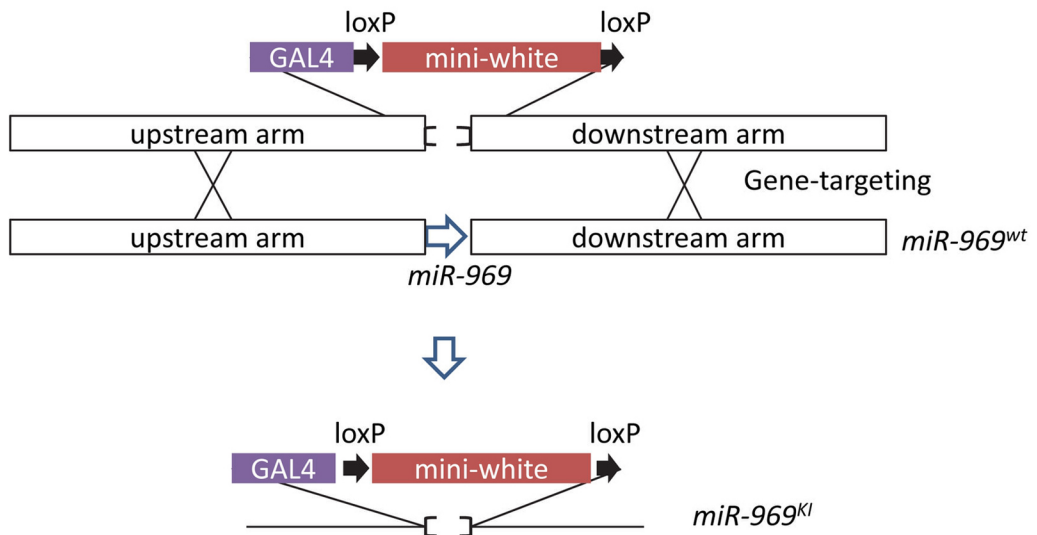 loxP loxP
GAL4 mini-white
upstream arm downstream arm
Gene-targeting
upstream arm downstream arm miR-969wt
miR-969
loxP loxP
GAL4 mini-white
miR-969KI